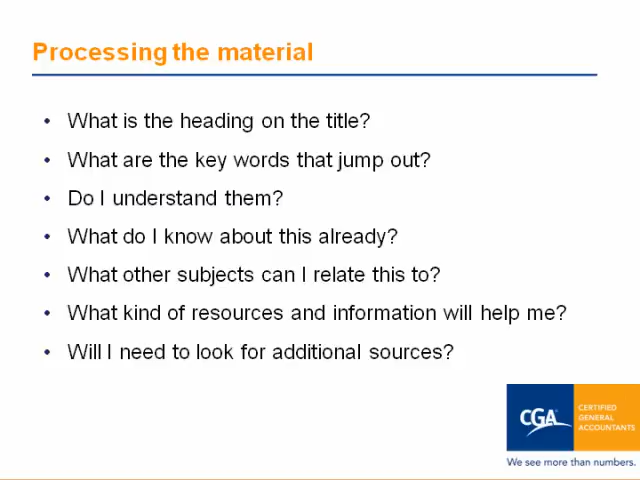 Processing the material
• What is the heading on the title?
• What are the key words that jump out?
• Do I understand them?
• What do I know about this already?
• What other subjects can I relate this to?
• What kind of resources and information will help me?
• Will I need to look for additional sources?
CGA
CERTIFIED
GENERAL
ACCOUNTANTS
We see more than numbers.